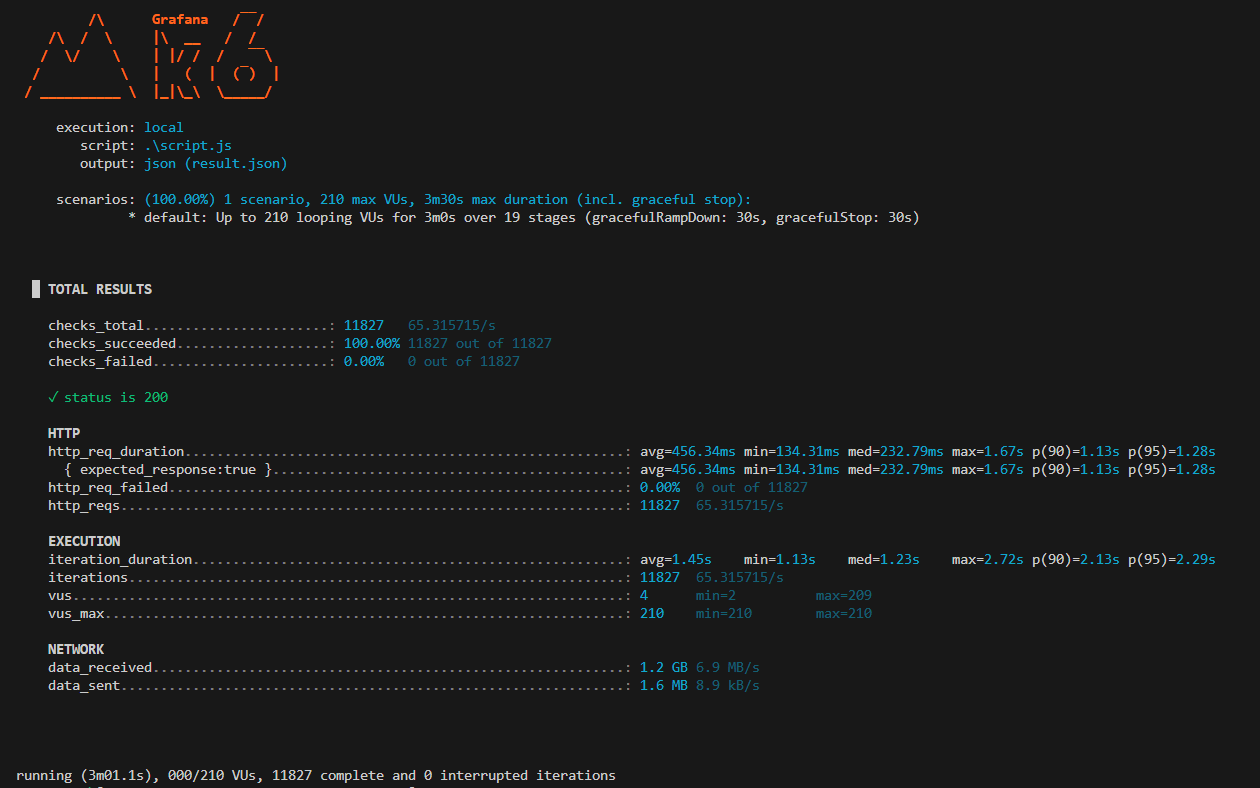 Grafana
execution: local
script: .\script.js
output: json (result.json)
scenarios: (100.00%) 1 scenario, 210 max VUs, 3m30s max duration (incl. graceful stop):
* default: Up to 210 looping VUs for 3m0s over 19 stages (gracefulRampDown: 30s, gracefulStop: 30s)
TOTAL RESULTS
checks_total.......................: 11827 65.315715/s
checks_succeeded...................: 100.00% 11827 out of 11827
checks_failed......................: 0.00% 0 out of 11827
✓ status is 200
HTTP
http_req_duration.......................................................: avg=456.34ms min=134.31ms med=232.79ms max=1.67s p(90)=1.13s p(95)=1.28s
{ expected_response:true }............................................: avg=456.34ms min=134.31ms med=232.79ms max=1.67s p(90)=1.13s p(95)=1.28s
http_req_failed.........................................................: 0.00% 0 out of 11827
http_reqs...............................................................: 11827 65.315715/s
EXECUTION
iteration_duration......................................................: avg=1.45s min=1.13s med=1.23s max=2.72s p(90)=2.13s p(95)=2.29s
iterations..............................................................: 11827 65.315715/s
vus.....................................................................: 4 min=2 max=209
vus_max.................................................................: 210 min=210 max=210
NETWORK
data_received...........................................................: 1.2 GB 6.9 MB/s
data_sent...............................................................: 1.6 MB 8.9 kB/s
running (3m01.1s), 000/210 VUs, 11827 complete and 0 interrupted iterations